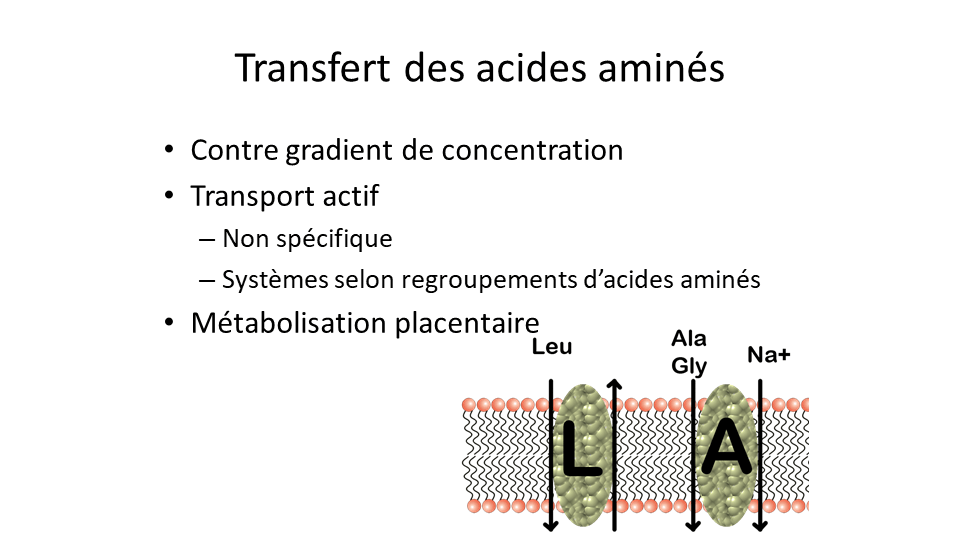 Transfert des acides aminés
• Contre gradient de concentration
• Transport actif
– Non spécifique
– Systèmes selon regroupements d’acides aminés
• Métabolisation placentaire
Leu
Ala
Gly
Na+
L
A